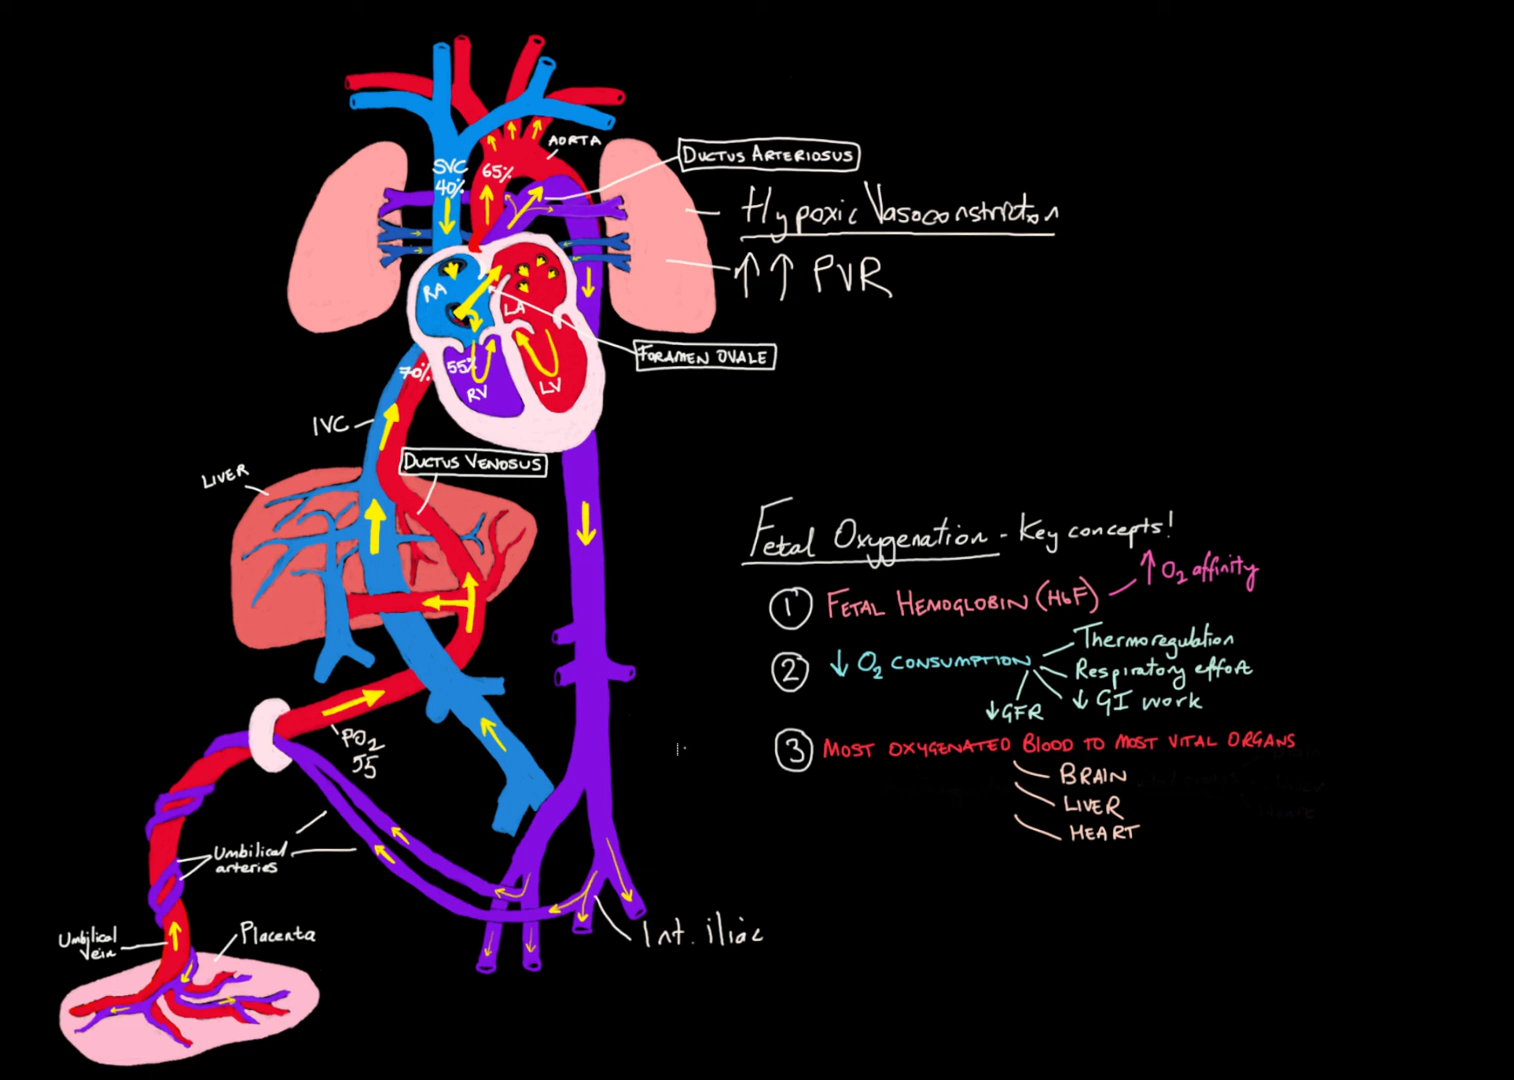 AORTA
DUCTUS ARTERIOSUS
SVC
40%
65%
Hypoxic Vasoconstriction
↑↑ PVR
RA
LA
FORAMEN OVALE
70%
55%
RV
LV
IVC
DUCTUS VENOSUS
LIVER
Fetal Oxygenation - Key concepts!
↑ O2 affinity
1 FETAL HEMOGLOBIN (HbF)
Thermoregulation
2 ↓ O2 CONSUMPTION
Respiratory effort
↓ GI work
↓GFR
3 MOST OXYGENATED BLOOD TO MOST VITAL ORGANS
BRAIN
LIVER
HEART
PO2
55
Umbilical
arteries
Int. iliac
Umbilical
vein
Placenta